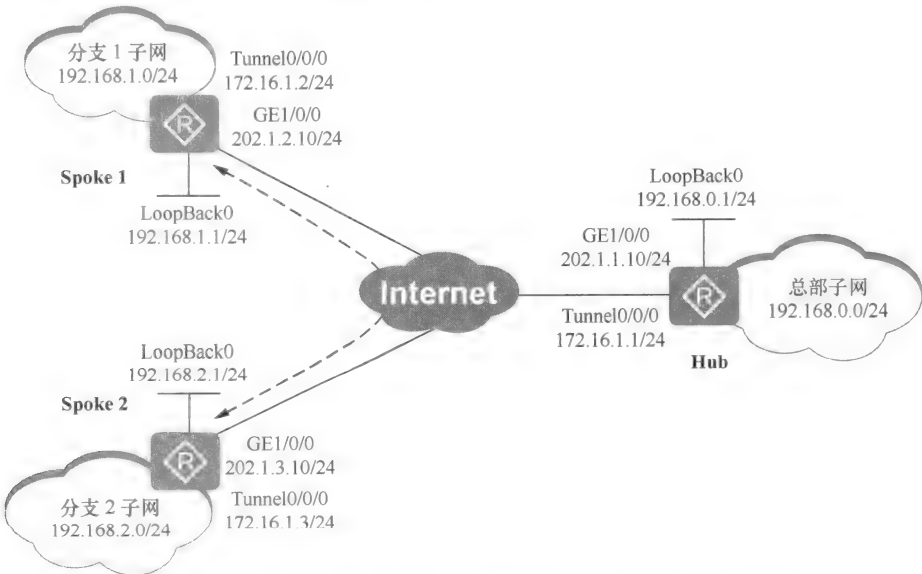 分支 1 子网
192.168.1.0/24
Tunnel0/0/0
172.16.1.2/24
GE1/0/0
202.1.2.10/24
R
Spoke 1
LoopBack0
192.168.1.1/24
Internet
LoopBack0
192.168.0.1/24
GE1/0/0
202.1.1.10/24
R
总部子网
192.168.0.0/24
Tunnel0/0/0
172.16.1.1/24
Hub
LoopBack0
192.168.2.1/24
Spoke 2
R
GE1/0/0
202.1.3.10/24
Tunnel0/0/0
172.16.1.3/24
分支 2 子网
192.168.2.0/24